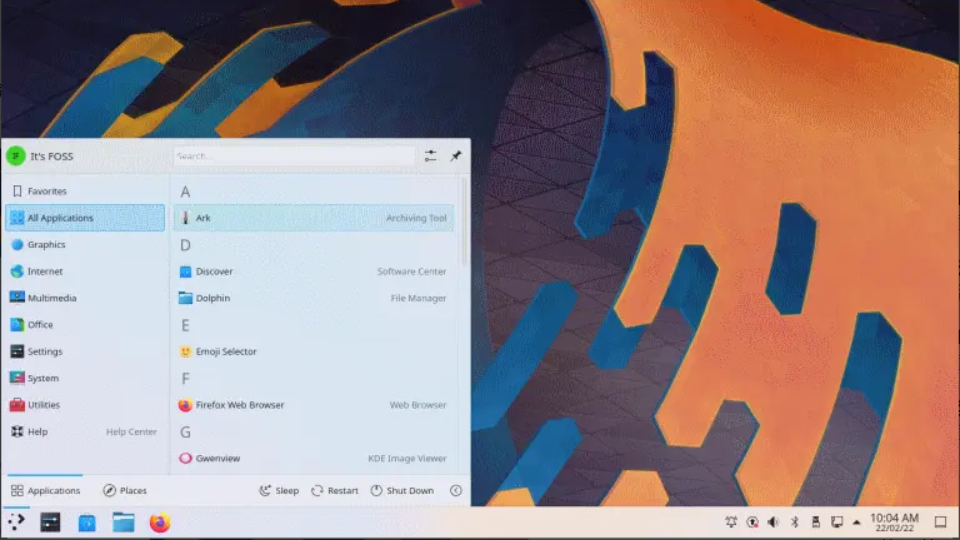 It's FOSS
Search...
Favorites
All Applications
Graphics
Internet
Multimedia
Office
Settings
System
Utilities
Help Help Center
A
Ark Archiving Tool
D
Discover Software Center
Dolphin File Manager
E
Emoji Selector
F
Firefox Web Browser Web Browser
G
Gwenview KDE Image Viewer
Applications Places Sleep Restart Shut Down
10:04 AM
22/02/22